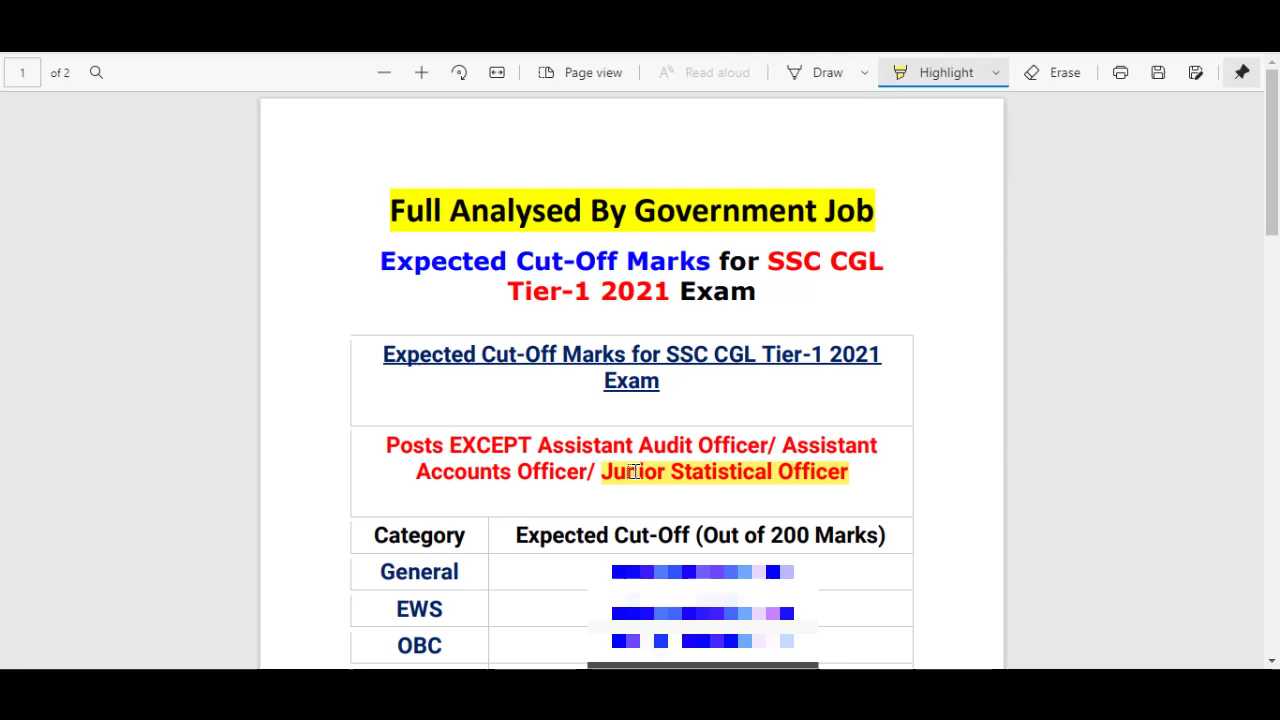 1 of 2 Page view Read aloud Draw Highlight Erase
Full Analysed By Government Job
Expected Cut-Off Marks for SSC CGL
Tier-1 2021 Exam
Expected Cut-Off Marks for SSC CGL Tier-1 2021
Exam
Posts EXCEPT Assistant Audit Officer/ Assistant
Accounts Officer/ Junior Statistical Officer
Category Expected Cut-Off (Out of 200 Marks)
General
EWS
OBC